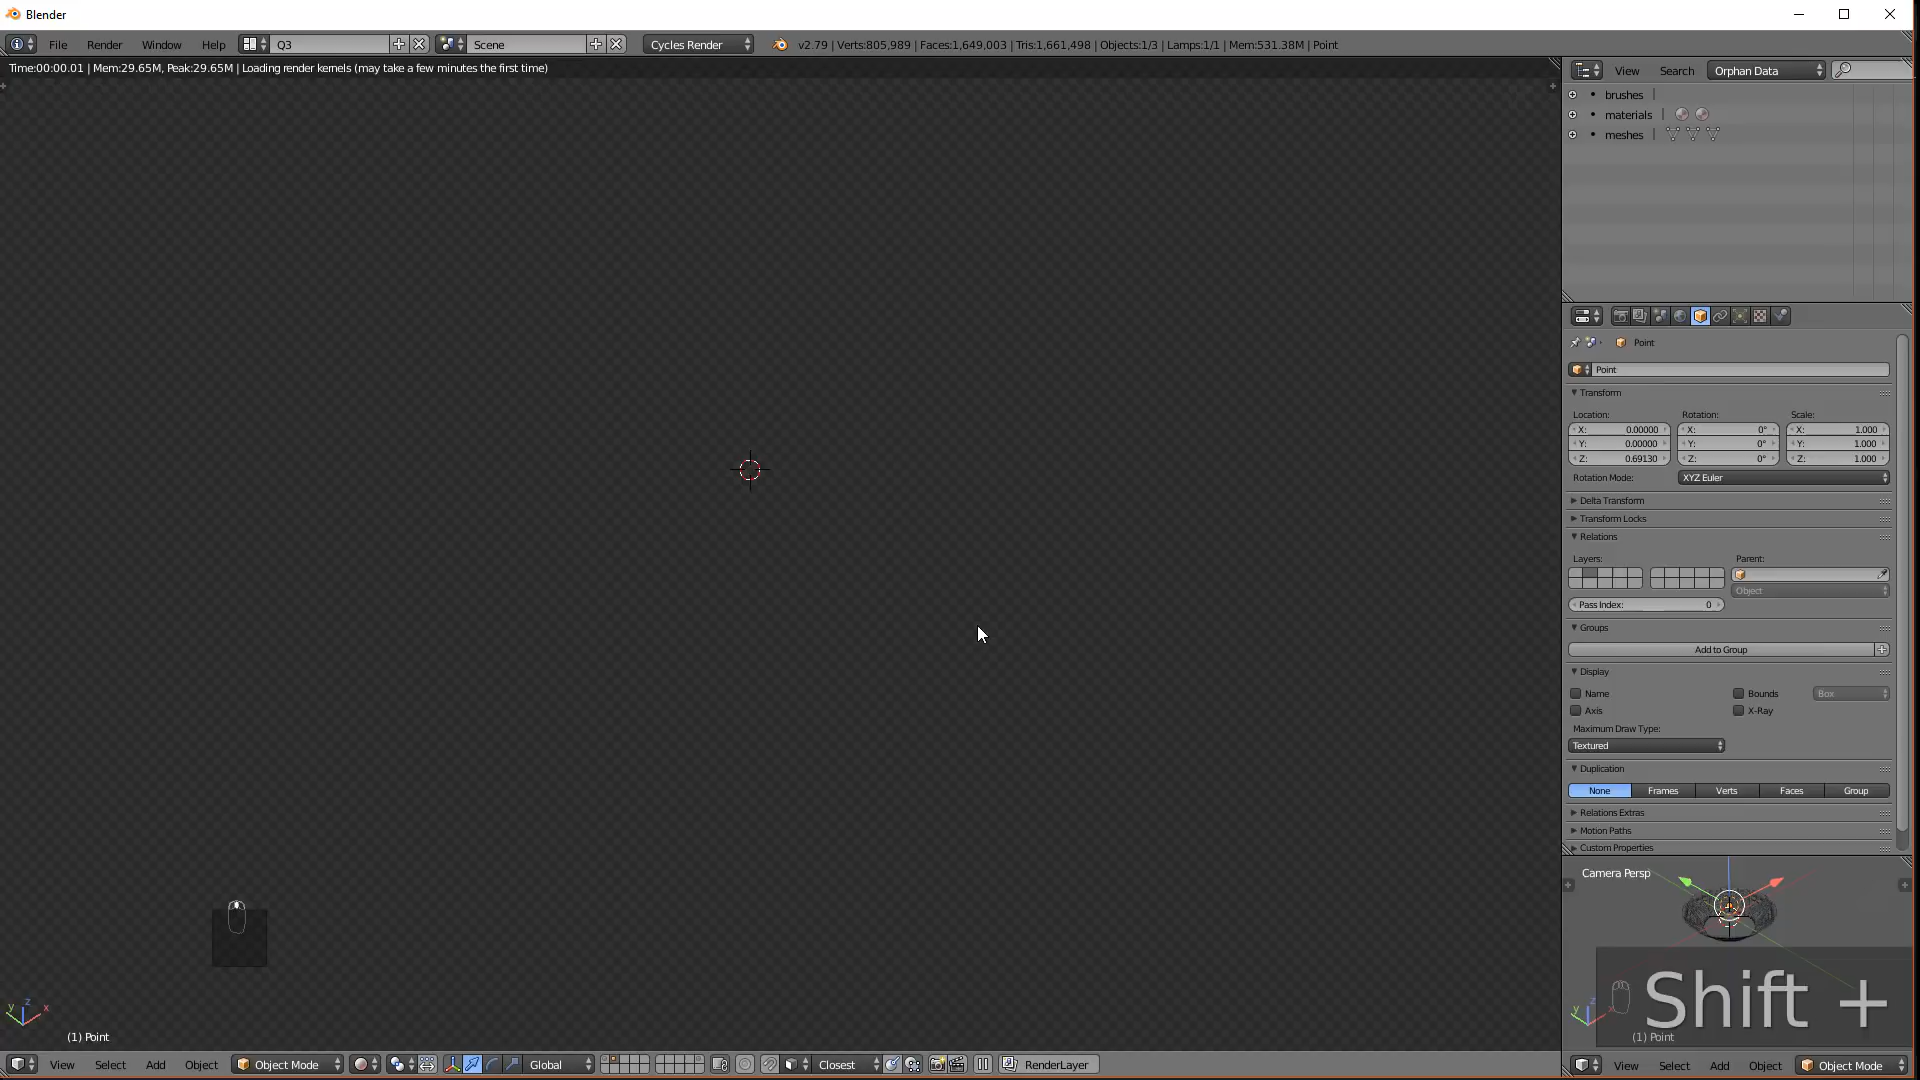 Blender
File Render Window Help Q3 Scene Cycles Render v2.79 | Verts:805,989 | Faces:1,649,003 | Tris:1,661,498 | Objects:1/3 | Lamps:1/1 | Mem:531.38M | Point
Time:00:00.01 | Mem:29.65M, Peak:29.65M | Loading render kernels (may take a few minutes the first time)
View Search Orphan Data
brushes
materials
meshes
Point
Point
Transform
Location: Rotation: Scale:
X: 0.00000 X: 0° X: 1.000
Y: 0.00000 Y: 0° Y: 1.000
Z: 0.69130 Z: 0° Z: 1.000
Rotation Mode: XYZ Euler
Delta Transform
Transform Locks
Relations
Layers: Parent:
Object
Pass Index: 0
Groups
Add to Group
Display
Name Bounds Box
Axis X-Ray
Maximum Draw Type:
Textured
Duplication
None Frames Verts Faces Group
Relations Extras
Motion Paths
Custom Properties
Camera Persp
Shift +
(1) Point
y z x
(1) Point
View Select Add Object Object Mode Global Closest RenderLayer
View Select Add Object Object Mode